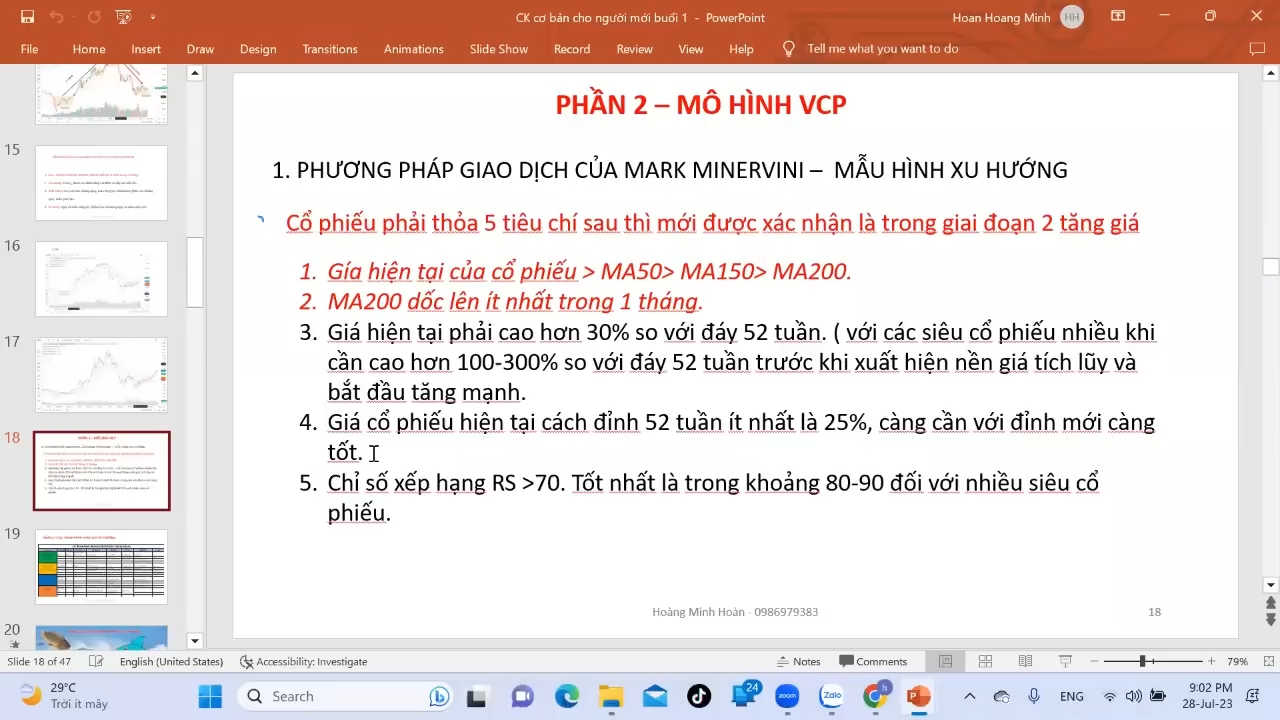 CK cơ bản cho người mới buổi 1 - PowerPoint
Hoan Hoang Minh
HH
File Home Insert Draw Design Transitions Animations Slide Show Record Review View Help Tell me what you want to do
15
16
17
19
20
PHẦN 2 – MÔ HÌNH VCP
1. PHƯƠNG PHÁP GIAO DỊCH CỦA MARK MINERVINI – MẪU HÌNH XU HƯỚNG
Cổ phiếu phải thỏa 5 tiêu chí sau thì mới được xác nhận là trong giai đoạn 2 tăng giá
1. Gía hiện tại của cổ phiếu > MA50> MA150> MA200.
2. MA200 dốc lên ít nhất trong 1 tháng.
3. Giá hiện tại phải cao hơn 30% so với đáy 52 tuần. ( với các siêu cổ phiếu nhiều khi
cần cao hơn 100-300% so với đáy 52 tuần trước khi xuất hiện nền giá tích lũy và
bắt đầu tăng mạnh.
4. Giá cổ phiếu hiện tại cách đỉnh 52 tuần ít nhất là 25%, càng cần với đỉnh mới càng
tốt.
5. Chỉ số xếp hạng RS >70. Tốt nhất là trong khoảng 80-90 đôi với nhiều siêu cổ
phiếu.
Hoàng Minh Hoàn - 0986979383
18
Slide 18 of 47 English (United States) Accessibility: Investigate Notes Comments 79%
29°C
Trời ít mây
Search
24
zoom
Zalo
h
P
ENG
9:02 PM
28-Jul-23